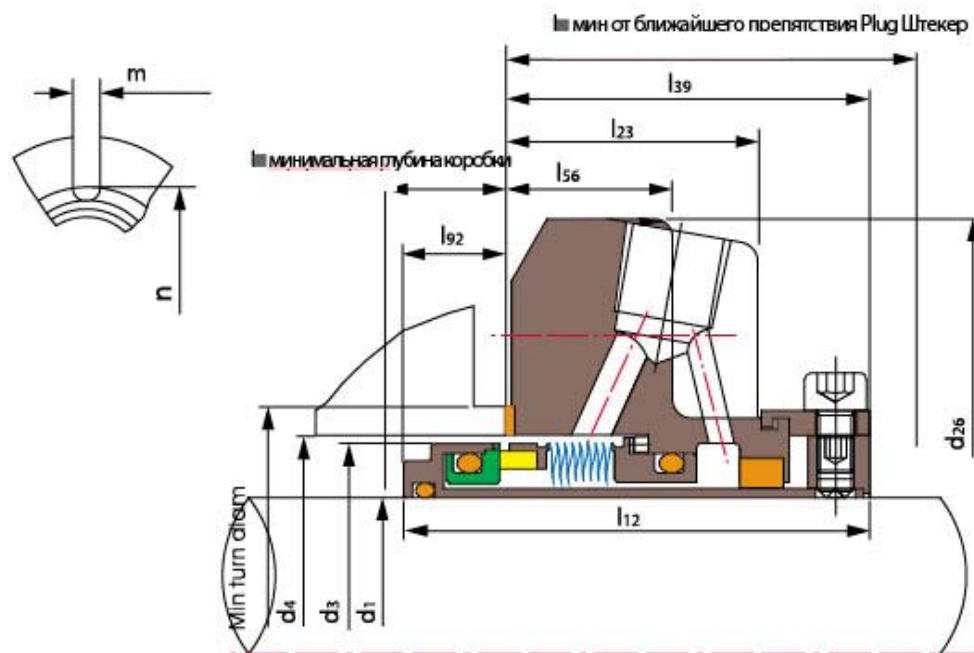 l мин от ближайшего препятствия Plug Штекер
m
l39
l23
l минимальная глубина коробки
l56
l92
n
d26
l12
Min turn diam
d4
d3
d1